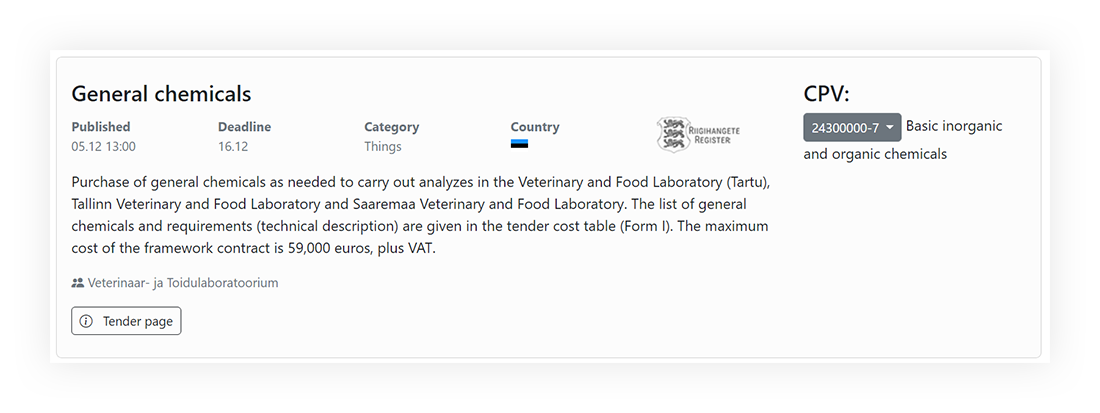 General chemicals
Published
05.12 13:00
Deadline
16.12
Category
Things
Country
RIIGIHANGETE
REGISTER
Purchase of general chemicals as needed to carry out analyzes in the Veterinary and Food Laboratory (Tartu),
Tallinn Veterinary and Food Laboratory and Saaremaa Veterinary and Food Laboratory. The list of general
chemicals and requirements (technical description) are given in the tender cost table (Form I). The maximum
cost of the framework contract is 59,000 euros, plus VAT.
Veterinaar- ja Toidulaboratoorium
Tender page
CPV:
24300000-7 Basic inorganic
and organic chemicals